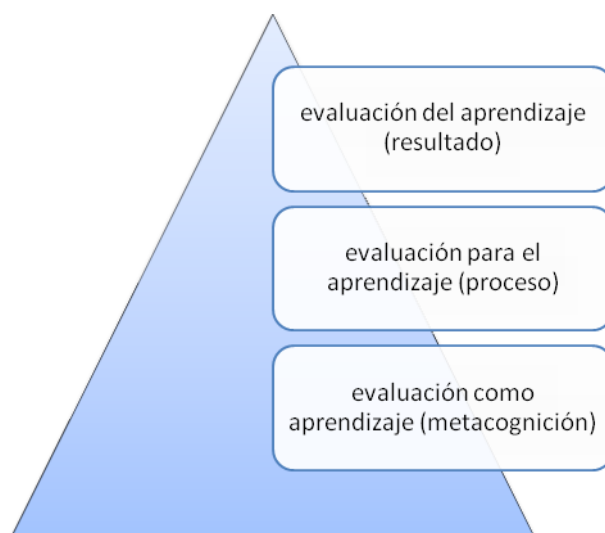 evaluación del aprendizaje
(resultado)
evaluación para el
aprendizaje (proceso)
evaluación como
aprendizaje (metacognición)